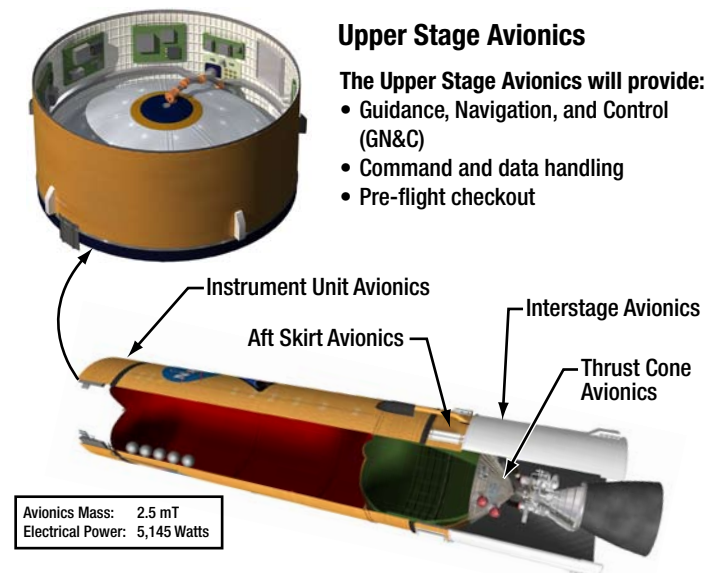 Upper Stage Avionics
The Upper Stage Avionics will provide:
• Guidance, Navigation, and Control
(GN&C)
• Command and data handling
• Pre-flight checkout
Instrument Unit Avionics
Interstage Avionics
Aft Skirt Avionics
Thrust Cone
Avionics
Avionics Mass: 2.5 mT
Electrical Power: 5,145 Watts